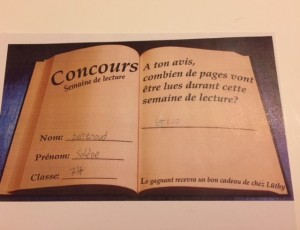 Concours
Semaine de lecture
Nom:
Prénom: Solène
Classe:
A ton avis,
combien de pages vont
être lues durant cette
semaine de lecture?
Le gagnant recevra un bon cadeau de chez Lüthy